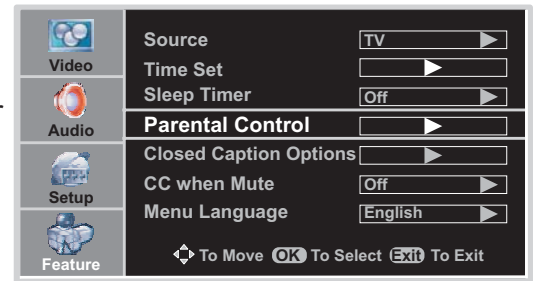 Video
Audio
Setup
Feature
Source TV
Time Set
Sleep Timer Off
Parental Control
Closed Caption Options
CC when Mute Off
Menu Language English
To Move OK To Select Exit To Exit